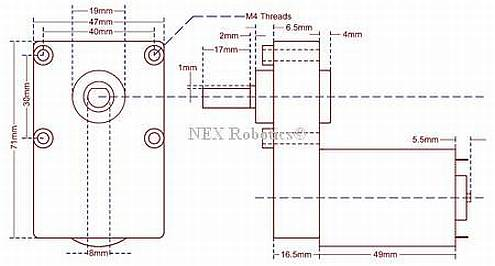 19mm
47mm
40mm
M4 Threads
6.5mm
2mm
4mm
17mm
1mm
30mm
71mm
NEX Robotics©
5.5mm
8mm
16.5mm
49mm